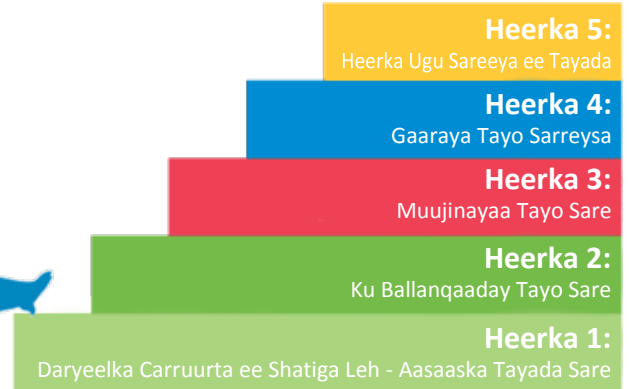 Heerka 5:
Heerka Ugu Sareeya ee Tayada
Heerka 4:
Gaaraya Tayo Sarreysa
Heerka 3:
Muujinayaa Tayo Sare
Heerka 2:
Ku Ballanqaaday Tayo Sare
Heerka 1:
Daryeelka Carruurta ee Shatiga Leh - Aasaaska Tayada Sare